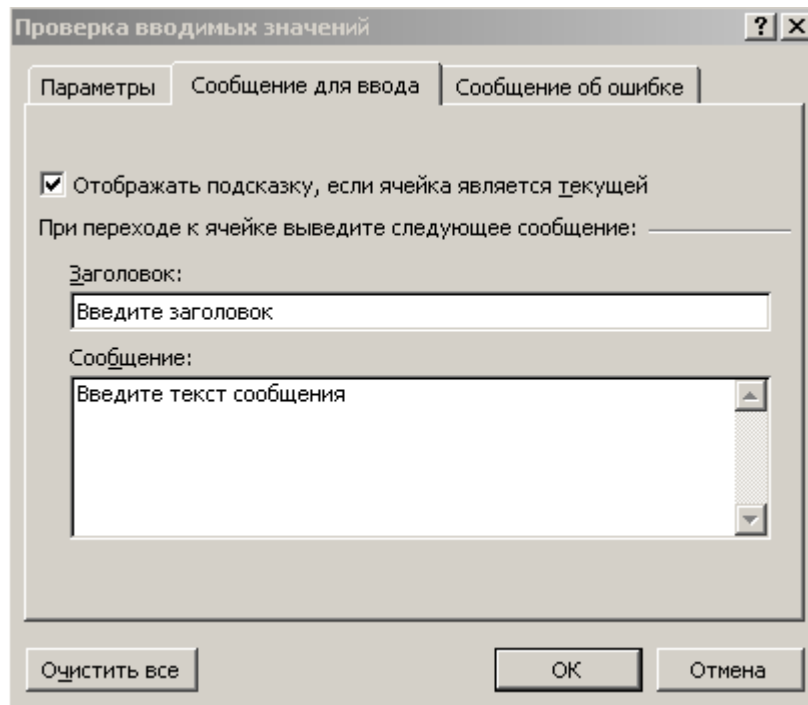 Проверка вводимых значений
Параметры Сообщение для ввода Сообщение об ошибке
Отображать подсказку, если ячейка является текущей
При переходе к ячейке выведите следующее сообщение:
Заголовок:
Введите заголовок
Сообщение:
Введите текст сообщения
Очистить все ОК Отмена